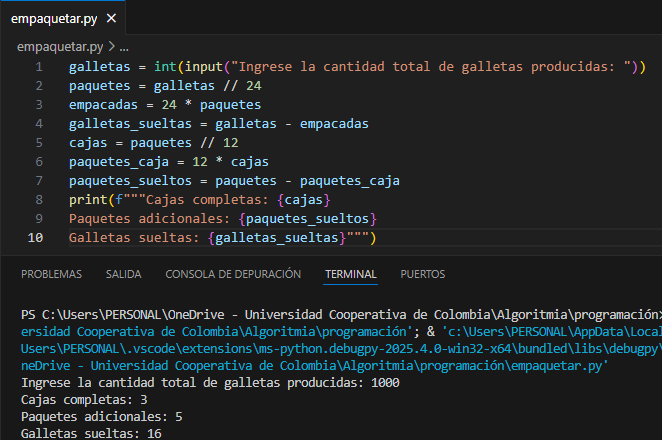 empaquetar.py ×
empaquetar.py > ...
1 galletas = int(input("Ingrese la cantidad total de galletas producidas: "))
2 paquetes = galletas // 24
3 empacadas = 24 * paquetes
4 galletas_sueltas = galletas - empacadas
5 cajas = paquetes // 12
6 paquetes_caja = 12 * cajas
7 paquetes_sueltos = paquetes - paquetes_caja
8 print(f"""Cajas completas: {cajas}
9 Paquetes adicionales: {paquetes_sueltos}
10 Galletas sueltas: {galletas_sueltas}""")
PROBLEMAS SALIDA CONSOLA DE DEPURACIÓN TERMINAL PUERTOS
PS C:\Users\PERSONAL\OneDrive - Universidad Cooperativa de Colombia\Algoritmia\programación>
ersidad Cooperativa de Colombia\Algoritmia\programación'; & 'c:\Users\PERSONAL\AppData\Loca
Users\PERSONAL\.vscode\extensions\ms-python.debugpy-2025.4.0-win32-x64\bundled\libs\debugpy\
neDrive - Universidad Cooperativa de Colombia\Algoritmia\programación\empaquetar.py'
Ingrese la cantidad total de galletas producidas: 1000
Cajas completas: 3
Paquetes adicionales: 5
Galletas sueltas: 16